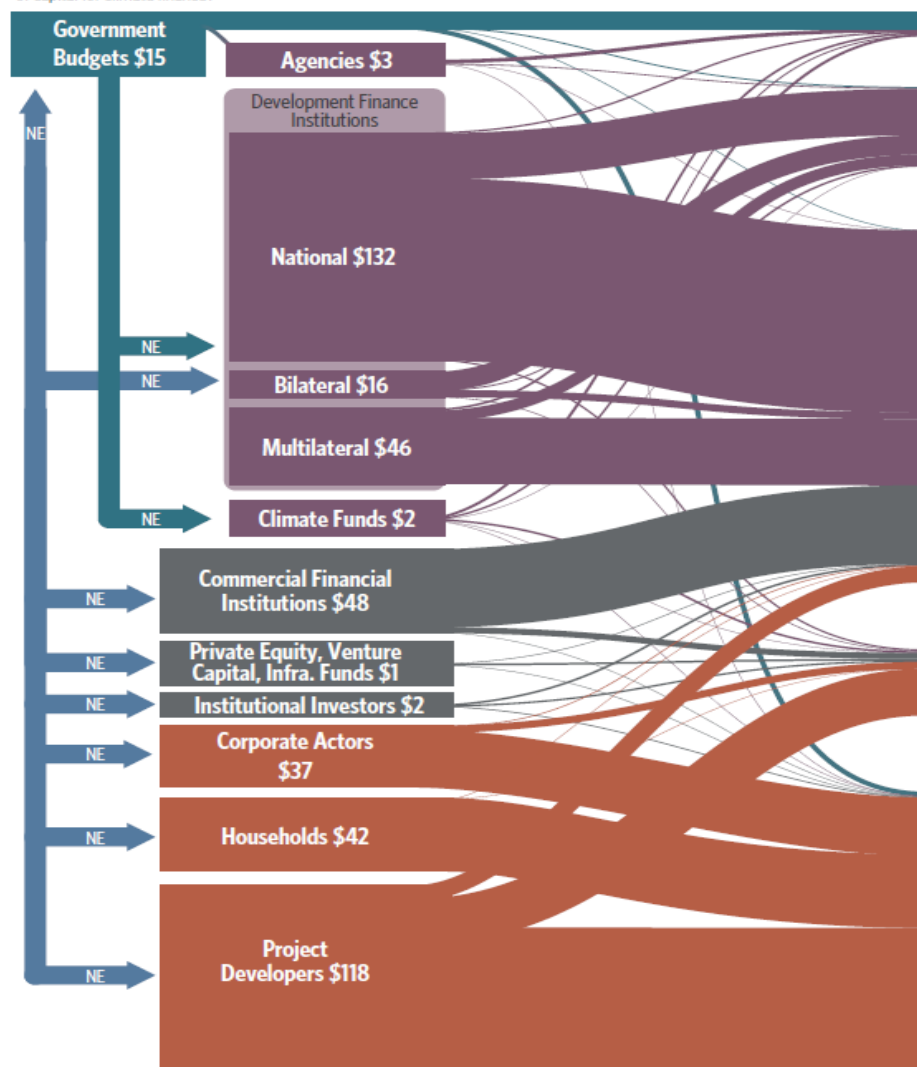 Government
Budgets $15
Agencies $3
Development Finance
Institutions
NE
National $132
NE
NE
Bilateral $16
Multilateral $46
NE
Climate Funds $2
Commercial Financial
Institutions $48
NE
Private Equity, Venture
Capital, Infra. Funds $1
NE
NE
Institutional Investors $2
Corporate Actors
$37
NE
Households $42
NE
Project
Developers $118
NE